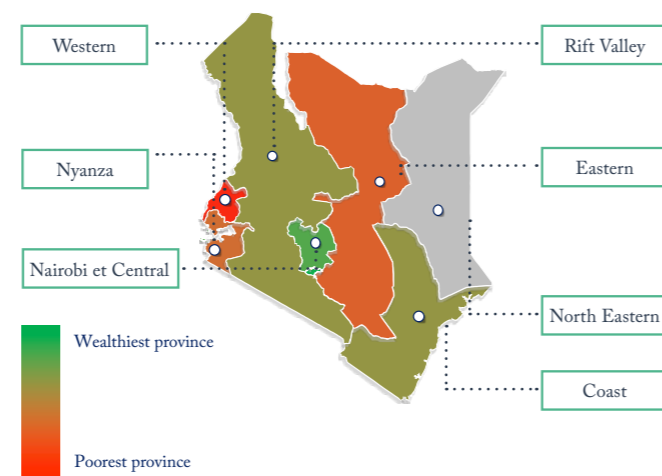 Western
Rift Valley
Nyanza
Eastern
Nairobi et Central
North Eastern
Wealthiest province
Coast
Poorest province